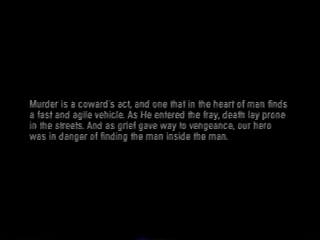 Murder is a coward's act, and one that in the heart of man finds
a fast and agile vehicle. As He entered the fray, death lay prone
in the streets. And as grief gave way to vengeance, our hero
was in danger of finding the man inside the man.